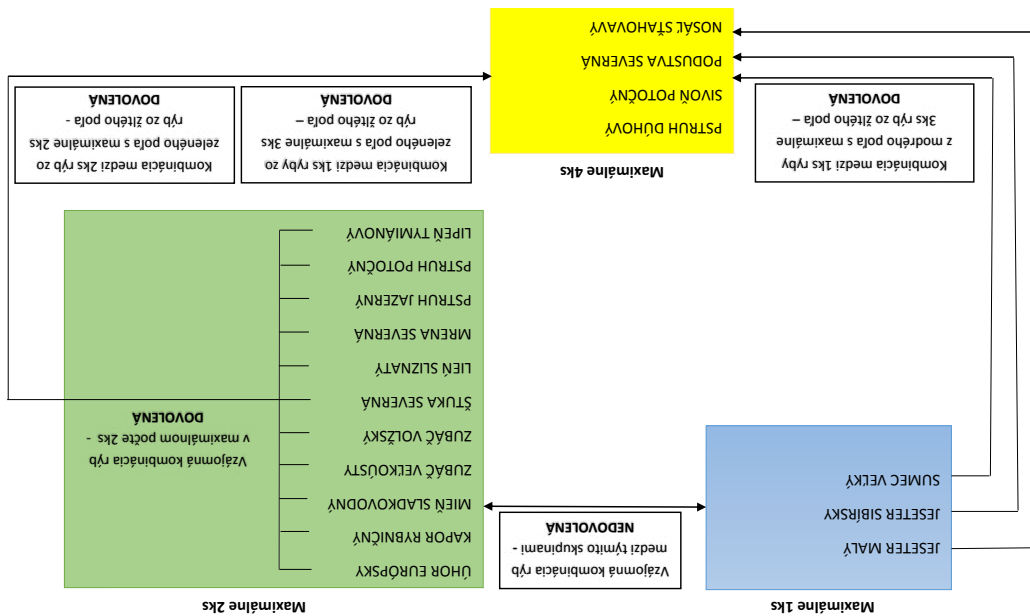 Maximálne 1ks
JESETER MALÝ
JESETER SIBÍRSKY
SUMEC VEĽKÝ
Vzájomná kombinácia rýb
medzi týmito skupinami -
NEDOVOLENÁ
Maximálne 2ks
ÚHOR EURÓPSKY
KAPOR RYBNIČNÝ
MIEŇ SLADKOVODNÝ
ZUBÁČ VEĽKOÚSTY
ZUBÁČ VOLŽSKÝ
ŠTUKA SEVERNÁ
LIEŇ SLIZNATÝ
MRENA SEVERNÁ
PSTRUH JAZERNÝ
PSTRUH POTOČNÝ
LIPEŇ TYMIÁNOVÝ
Vzájomná kombinácia rýb
v maximálnom počte 2ks -
DOVOLENÁ
Kombinácia medzi 1ks ryby
z modrého poľa s maximálne
3ks rýb zo žltého poľa –
DOVOLENÁ
Maximálne 4ks
PSTRUH DÚHOVÝ
SIVOŇ POTOČNÝ
PODUSTVA SEVERNÁ
NOSÁĽ SŤAHOVAVÝ
Kombinácia medzi 1ks ryby zo
zeleného poľa s maximálne 3ks
rýb zo žltého poľa –
DOVOLENÁ
Kombinácia medzi 2ks rýb zo
zeleného poľa s maximálne 2ks
rýb zo žltého poľa -
DOVOLENÁ